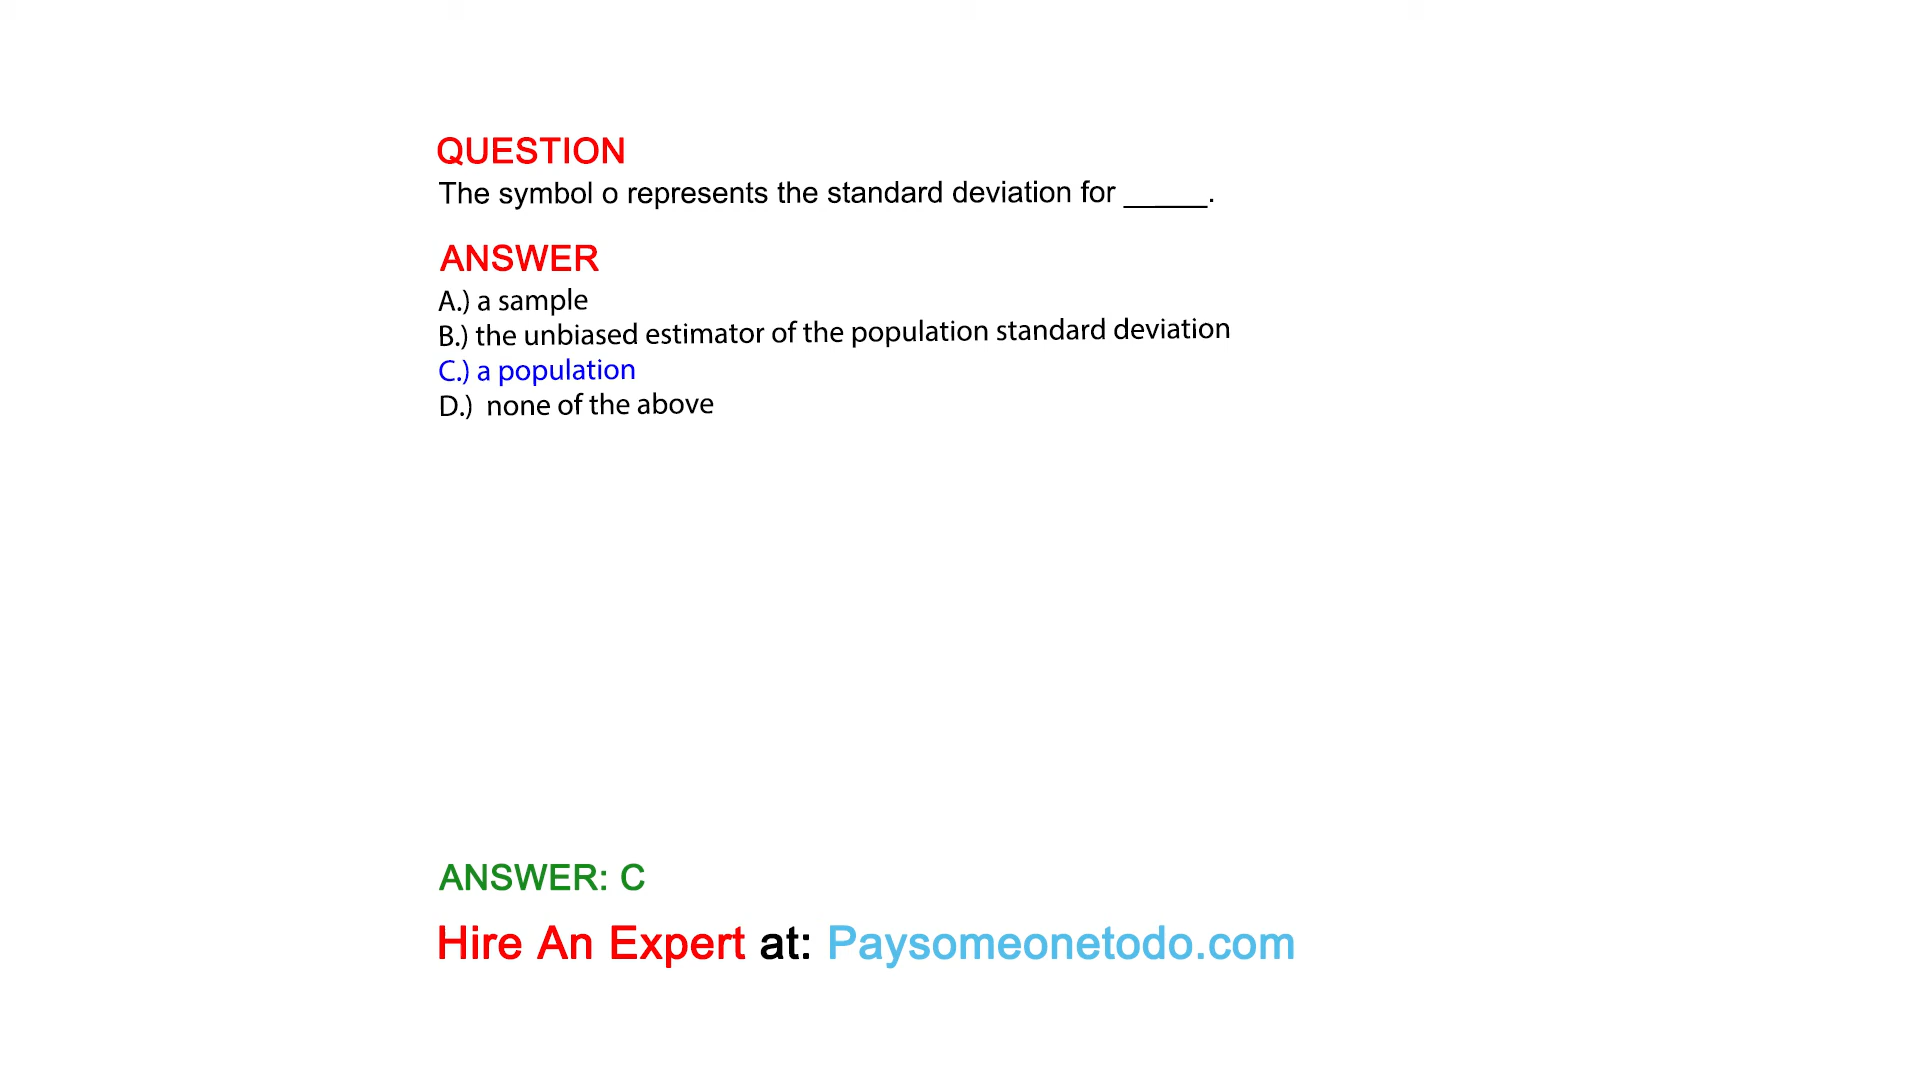 QUESTION
The symbol o represents the standard deviation for _____.
ANSWER
A.) a sample
B.) the unbiased estimator of the population standard deviation
C.) a population
D.) none of the above
ANSWER: C
Hire An Expert at: Paysomeonetodo.com